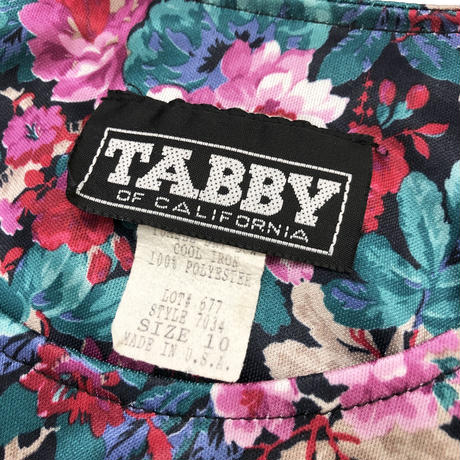 TABBY
OF CALIFORNIA
COOL IRON
100% POLYESTER
LOT# 677
STYLE 7034
SIZE 10
MADE IN U.S.A.